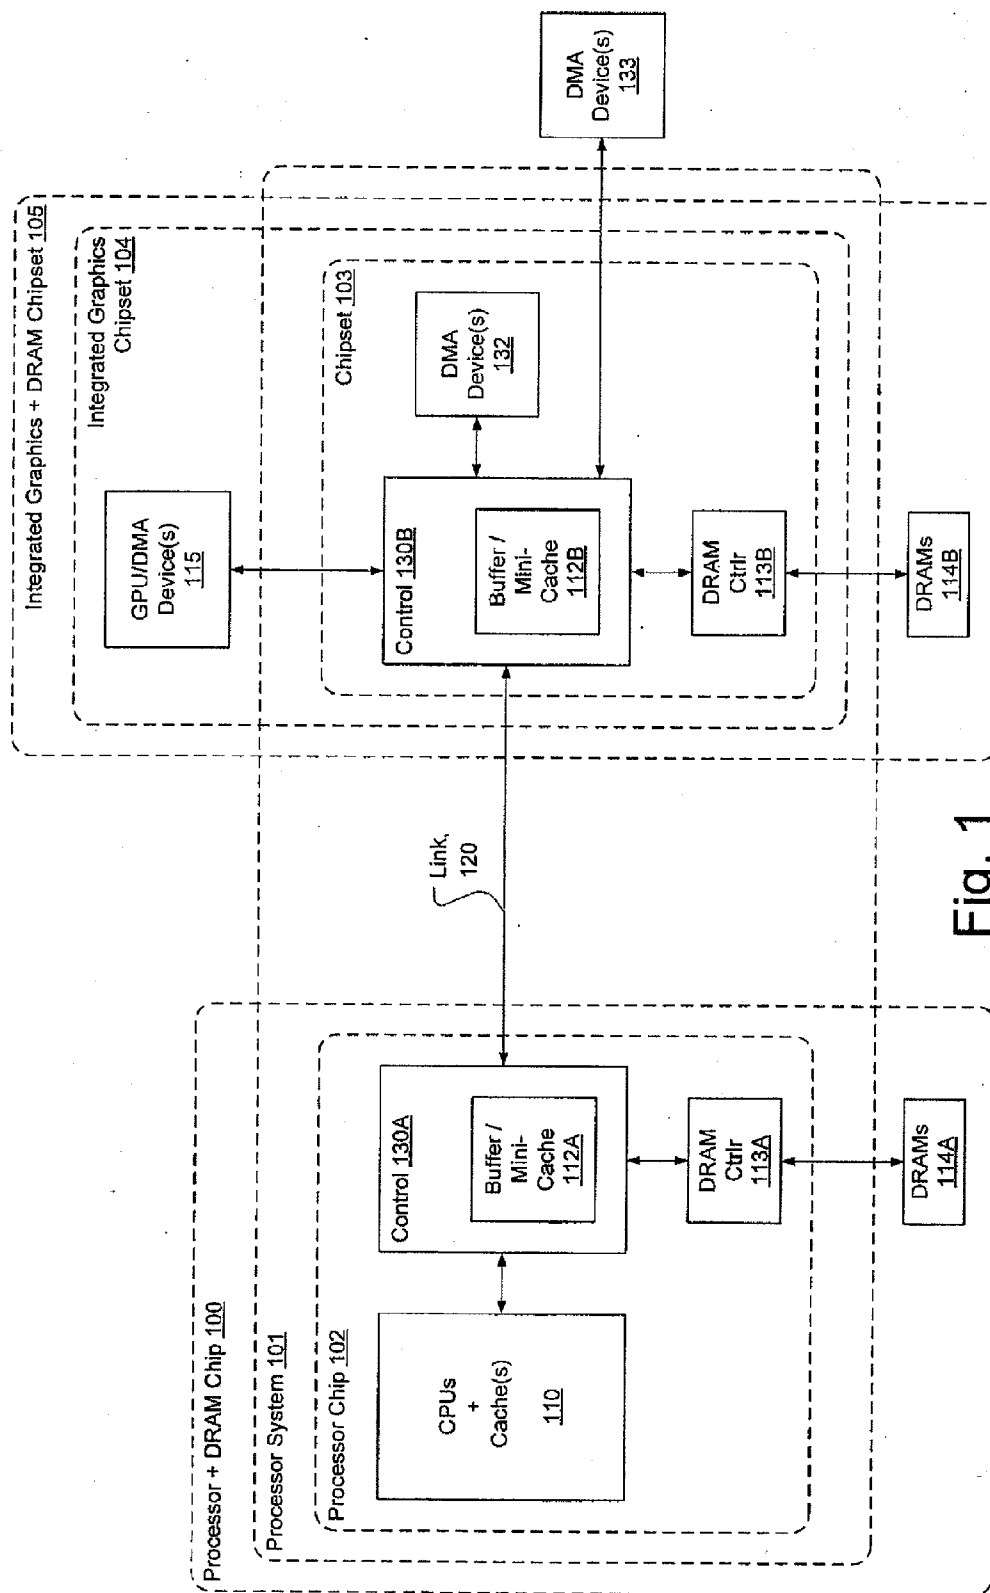 Processor + DRAM Chip 100
Processor System 101
Processor Chip 102
CPUs
+
Cache(s)
110
Control 130A
Buffer /
Mini-
Cache
112A
DRAM
Ctrlr
113A
DRAMs
114A
Link,
120
Integrated Graphics + DRAM Chipset 105
Integrated Graphics
Chipset 104
GPU/DMA
Device(s)
115
Chipset 103
Control 130B
Buffer /
Mini-
Cache
112B
DMA
Device(s)
132
DRAM
Ctrlr
113B
DRAMs
114B
DMA
Device(s)
133
Fig. 1